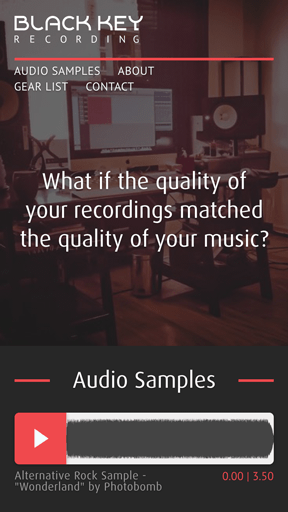 BLACK KEY
RECORDING
AUDIO SAMPLES ABOUT
GEAR LIST CONTACT
What if the quality of
your recordings matched
the quality of your music?
Audio Samples
Alternative Rock Sample -
"Wonderland" by Photobomb
0.00 | 3.50